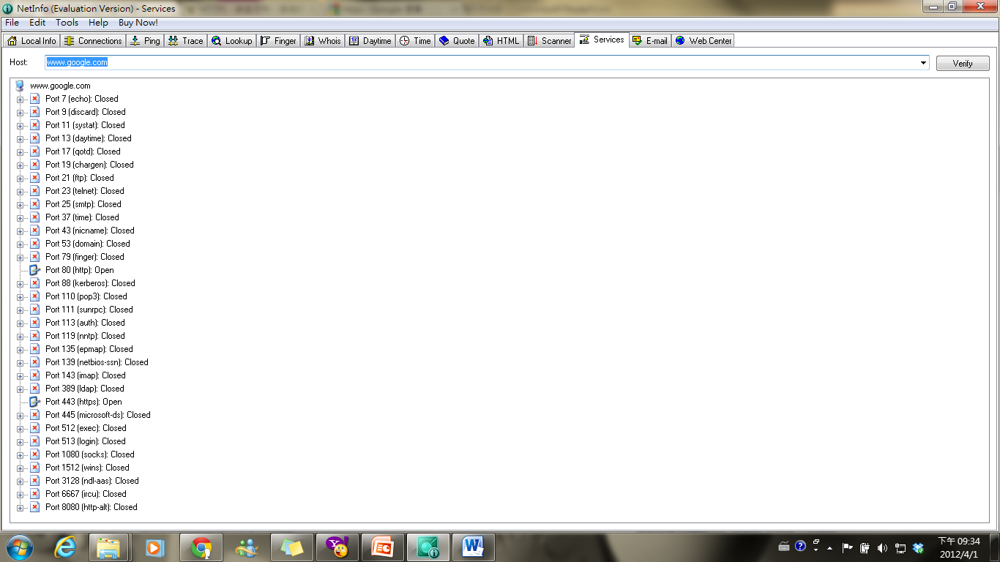 NetInfo (Evaluation Version) - Services
File Edit Tools Help Buy Now!
Local Info Connections Ping Trace Lookup Finger Whois Daytime Time Quote HTML Scanner Services E-mail Web Center
Host: www.google.com Verify
www.google.com
Port 7 (echo): Closed
Port 9 (discard): Closed
Port 11 (systat): Closed
Port 13 (daytime): Closed
Port 17 (qotd): Closed
Port 19 (chargen): Closed
Port 21 (ftp): Closed
Port 23 (telnet): Closed
Port 25 (smtp): Closed
Port 37 (time): Closed
Port 43 (nicname): Closed
Port 53 (domain): Closed
Port 79 (finger): Closed
Port 80 (http): Open
Port 88 (kerberos): Closed
Port 110 (pop3): Closed
Port 111 (sunrpc): Closed
Port 113 (auth): Closed
Port 119 (nntp): Closed
Port 135 (epmap): Closed
Port 139 (netbios-ssn): Closed
Port 143 (imap): Closed
Port 389 (ldap): Closed
Port 443 (https): Open
Port 445 (microsoft-ds): Closed
Port 512 (exec): Closed
Port 513 (login): Closed
Port 1080 (socks): Closed
Port 1512 (wins): Closed
Port 3128 (ndl-aas): Closed
Port 6667 (ircu): Closed
Port 8080 (http-alt): Closed
下午 09:34
2012/4/1